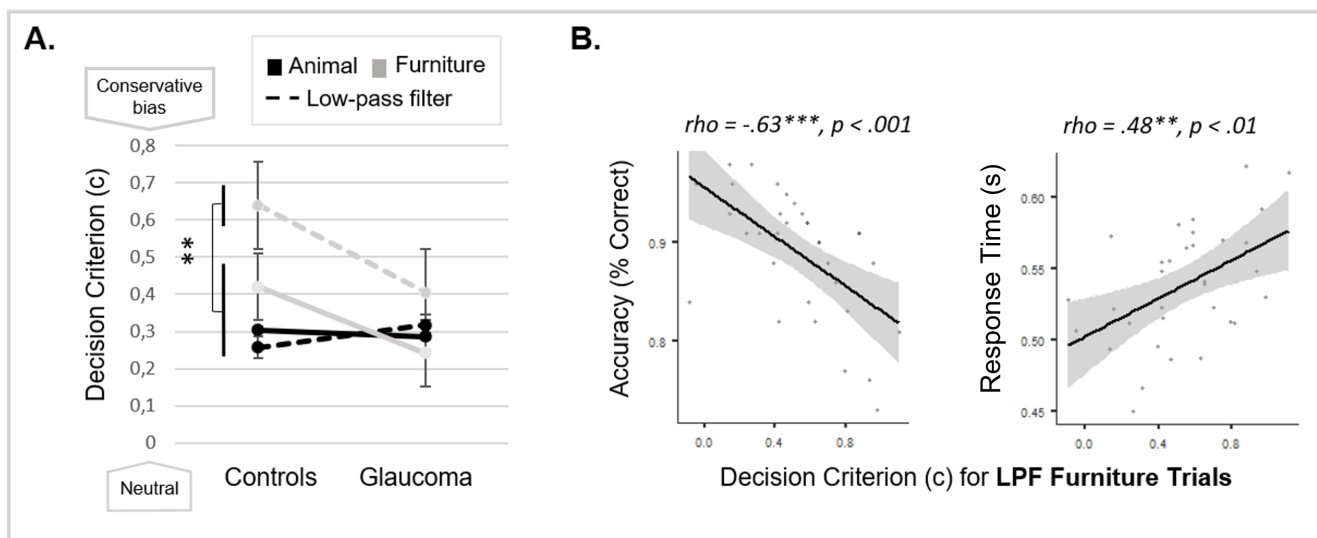 A.
Animal Furniture
Low-pass filter
Conservative
bias
Decision Criterion (c)
0,8
0,7
0,6
0,5
0,4
0,3
0,2
0,1
0
**
Neutral
Controls Glaucoma
B.
rho = -.63***, p < .001
Accuracy (% Correct)
0.9
0.8
0.0 0.4 0.8
rho = .48**, p < .01
Response Time (s)
0.60
0.55
0.50
0.45
0.0 0.4 0.8
Decision Criterion (c) for LPF Furniture Trials